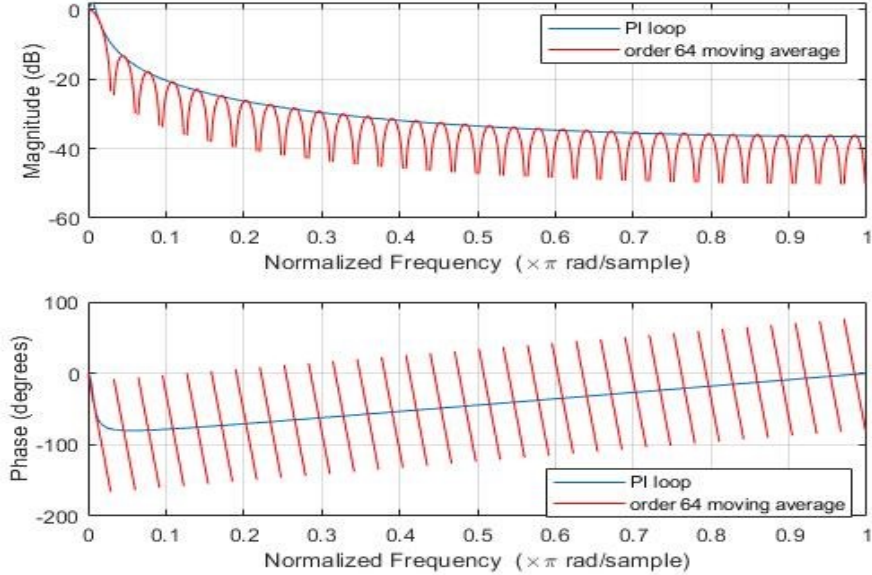 0
-20
-40
-60
Magnitude (dB)
PI loop
order 64 moving average
0 0.1 0.2 0.3 0.4 0.5 0.6 0.7 0.8 0.9 1
Normalized Frequency (×π rad/sample)
100
0
-100
-200
Phase (degrees)
PI loop
order 64 moving average
0 0.1 0.2 0.3 0.4 0.5 0.6 0.7 0.8 0.9 1
Normalized Frequency (×π rad/sample)